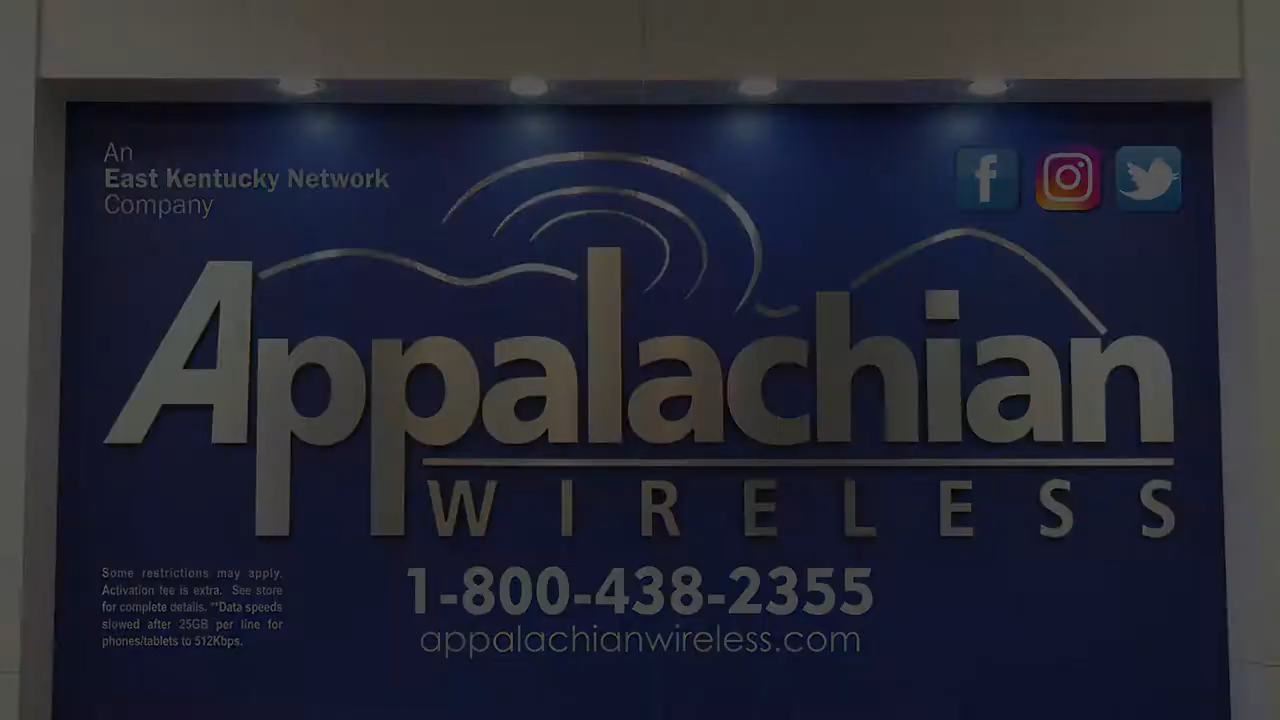 An
East Kentucky Network
Company
Appalachian
WIRELESS
Some restrictions may apply.
Activation fee is extra. See store
for complete details. **Data speeds
slowed after 25GB per line for
phones/tablets to 512Kbps.
1-800-438-2355
appalachianwireless.com